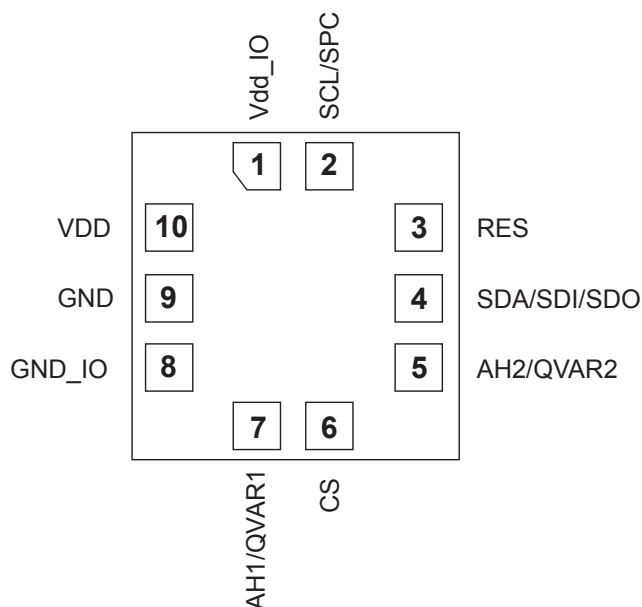 Vdd_IO
SCL/SPC
1
2
VDD
10
3
RES
GND
9
4
SDA/SDI/SDO
GND_IO
8
5
AH2/QVAR2
7
6
AH1/QVAR1
CS